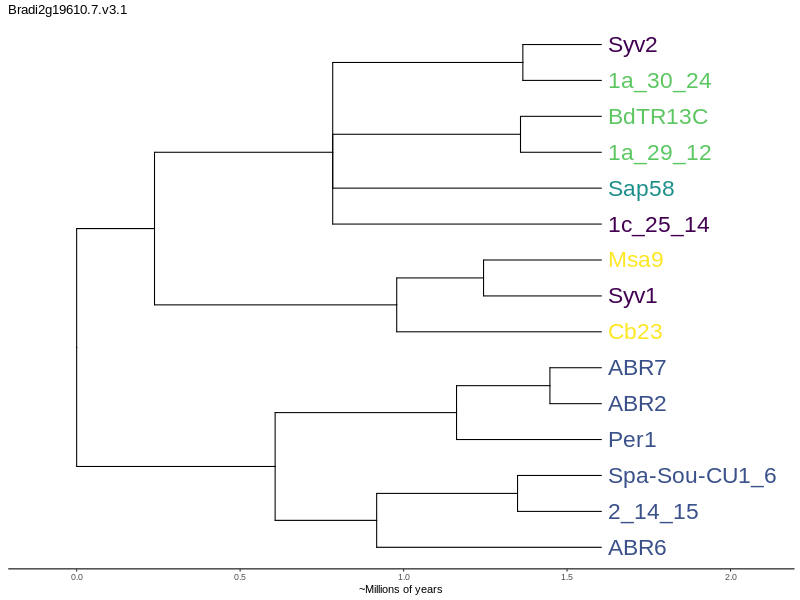 Bradi2g19610.7.v3.1
Syv2
1a_30_24
BdTR13C
1a_29_12
Sap58
1c_25_14
Msa9
Syv1
Cb23
ABR7
ABR2
Per1
Spa-Sou-CU1_6
2_14_15
ABR6
0.0 0.5 1.0 1.5 2.0
~Millions of years